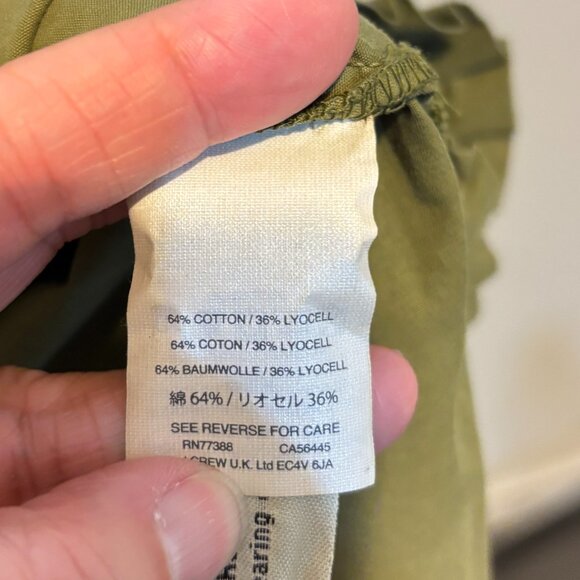 64% COTTON / 36% LYOCELL
64% COTON / 36% LYOCELL
64% BAUMWOLLE / 36% LYOCELL
綿 64% / リオセル 36%
SEE REVERSE FOR CARE
RN77388 CA56445
CREW U.K. Ltd EC4V 6JA